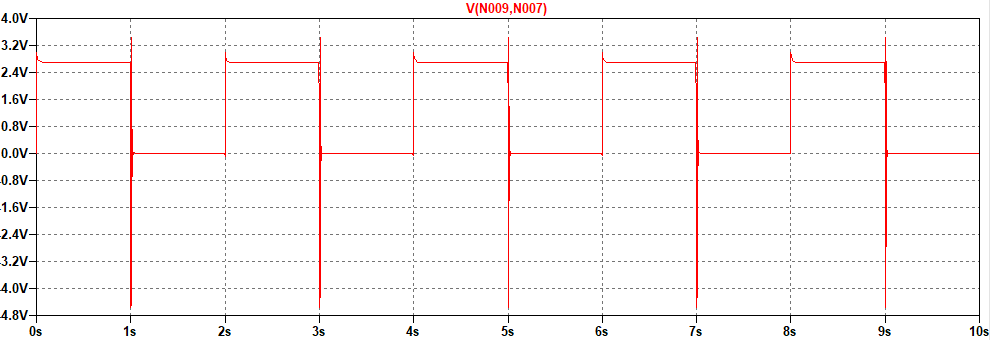 V(N009,N007)
4.0V
3.2V
2.4V
1.6V
0.8V
0.0V
-0.8V
-1.6V
-2.4V
-3.2V
-4.0V
-4.8V
0s 1s 2s 3s 4s 5s 6s 7s 8s 9s 10s